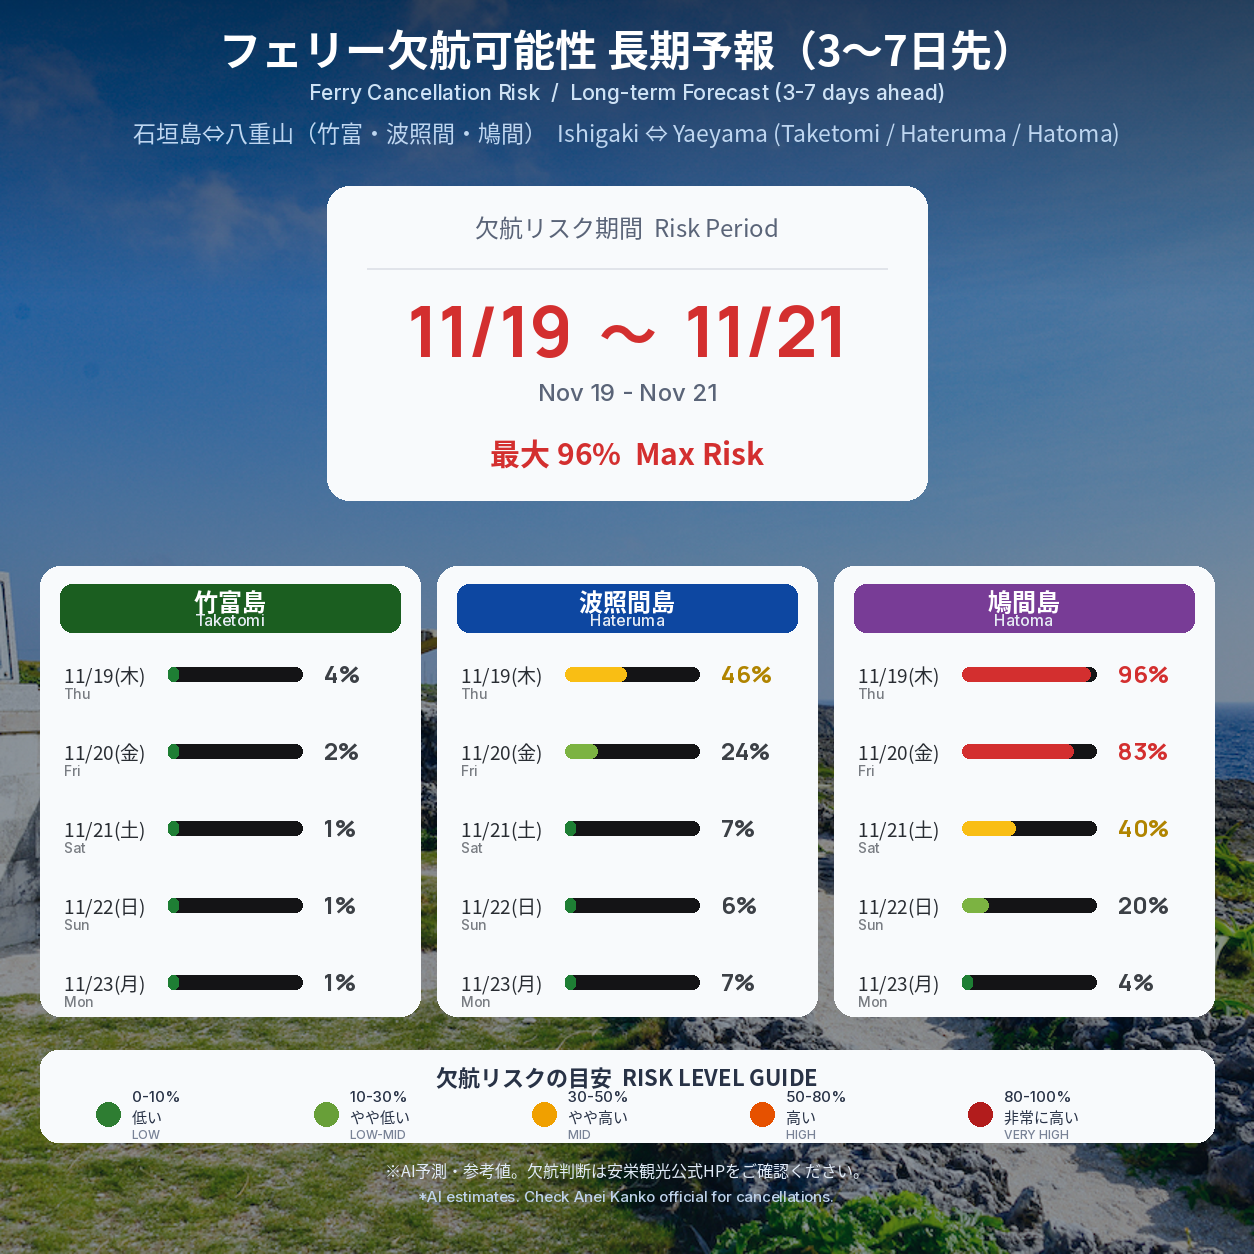 フェリー欠航可能性 長期予報（3〜7日先）
Ferry Cancellation Risk / Long-term Forecast (3-7 days ahead)
石垣島⇔八重山（竹富・波照間・鳩間） Ishigaki ⇔ Yaeyama (Taketomi / Hateruma / Hatoma)
欠航リスク期間 Risk Period
11/19 〜 11/21
Nov 19 - Nov 21
最大 96% Max Risk
竹富島
Taketomi
11/19(木) 4%
Thu
11/20(金) 2%
Fri
11/21(土) 1%
Sat
11/22(日) 1%
Sun
11/23(月) 1%
Mon
波照間島
Hateruma
11/19(木) 46%
Thu
11/20(金) 24%
Fri
11/21(土) 7%
Sat
11/22(日) 6%
Sun
11/23(月) 7%
Mon
鳩間島
Hatoma
11/19(木) 96%
Thu
11/20(金) 83%
Fri
11/21(土) 40%
Sat
11/22(日) 20%
Sun
11/23(月) 4%
Mon
欠航リスクの目安 RISK LEVEL GUIDE
0-10%
低い
LOW
10-30%
やや低い
LOW-MID
30-50%
やや高い
MID
50-80%
高い
HIGH
80-100%
非常に高い
VERY HIGH
※AI予測・参考値。欠航判断は安栄観光公式HPをご確認ください。
*AI estimates. Check Anei Kanko official for cancellations.